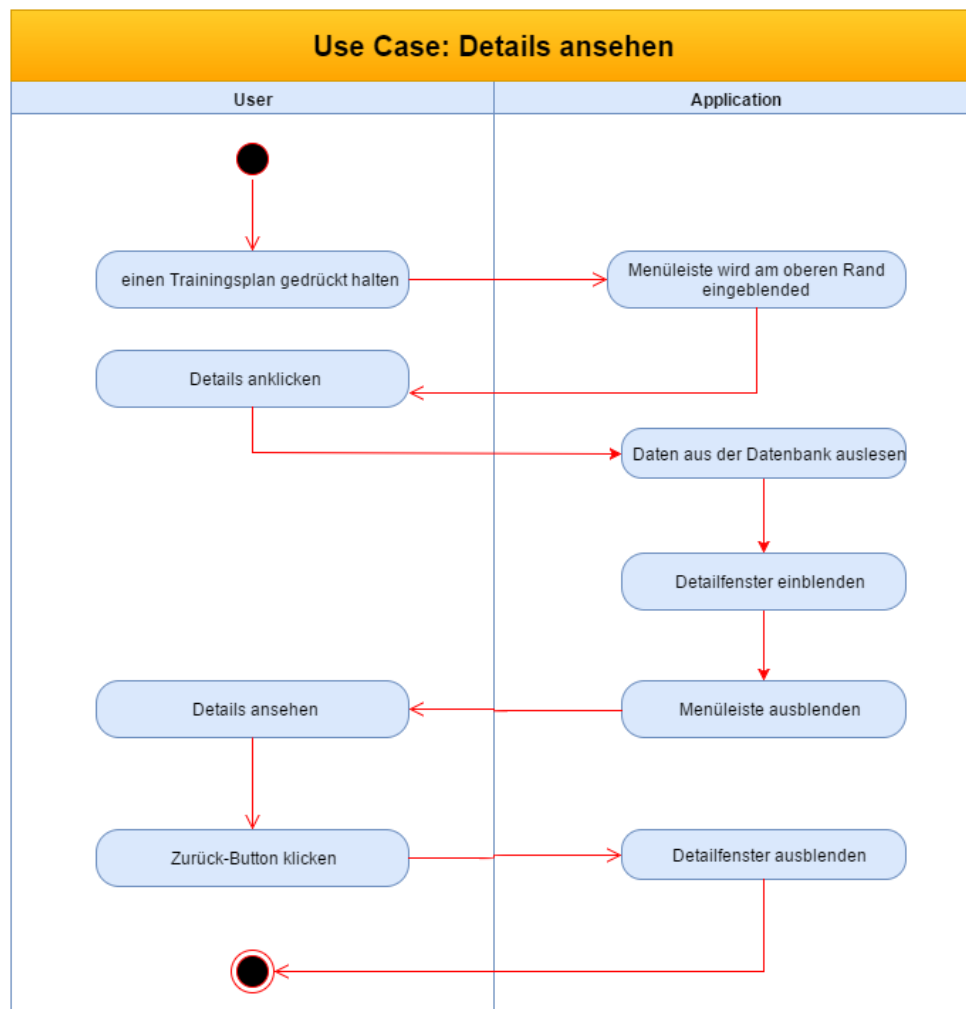 Use Case: Details ansehen
User
Application
einen Trainingsplan gedrückt halten
Menüleiste wird am oberen Rand
eingeblended
Details anklicken
Daten aus der Datenbank auslesen
Detailfenster einblenden
Details ansehen
Menüleiste ausblenden
Zurück-Button klicken
Detailfenster ausblenden